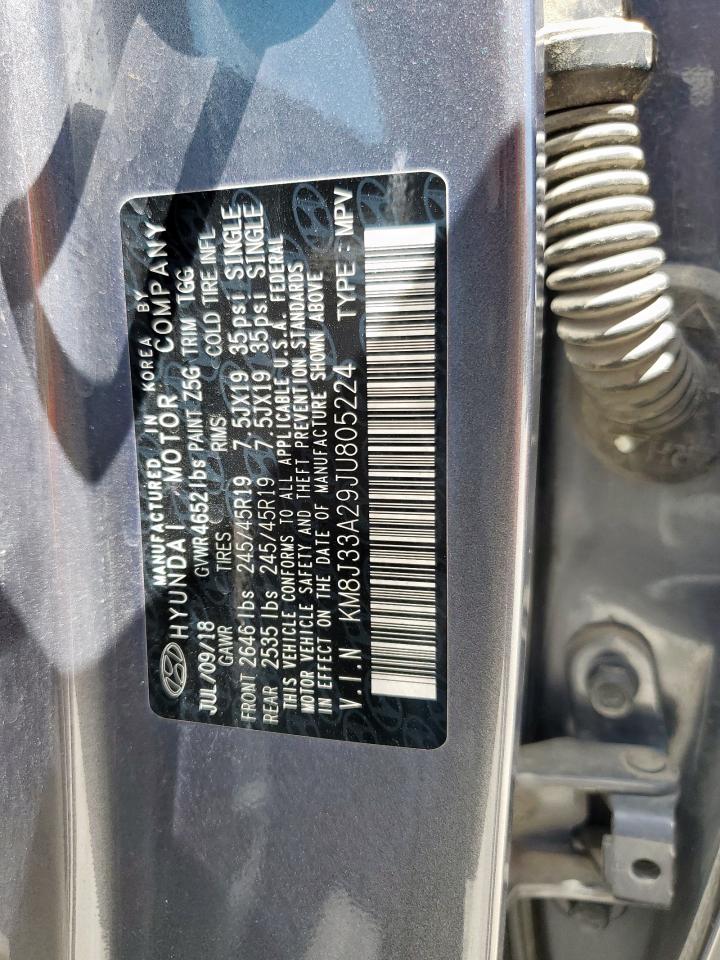 MANUFACTURED IN KOREA BY
HYUNDAI MOTOR COMPANY
JUL/09/18 GVWR4652lbs PAINT Z5G TRIM TGG
GAWR TIRES RIMS COLD TIRE INFL
FRONT 2646 lbs 245/45R19 7.5JX19 35psi SINGLE
REAR 2535 lbs 245/45R19 7.5JX19 35psi SINGLE
THIS VEHICLE CONFORMS TO ALL APPLICABLE U.S.A. FEDERAL
MOTOR VEHICLE SAFETY AND THEFT PREVENTION STANDARDS
IN EFFECT ON THE DATE OF MANUFACTURE SHOWN ABOVE
V.I.N KM8J33A29JU805224 TYPE : MPV